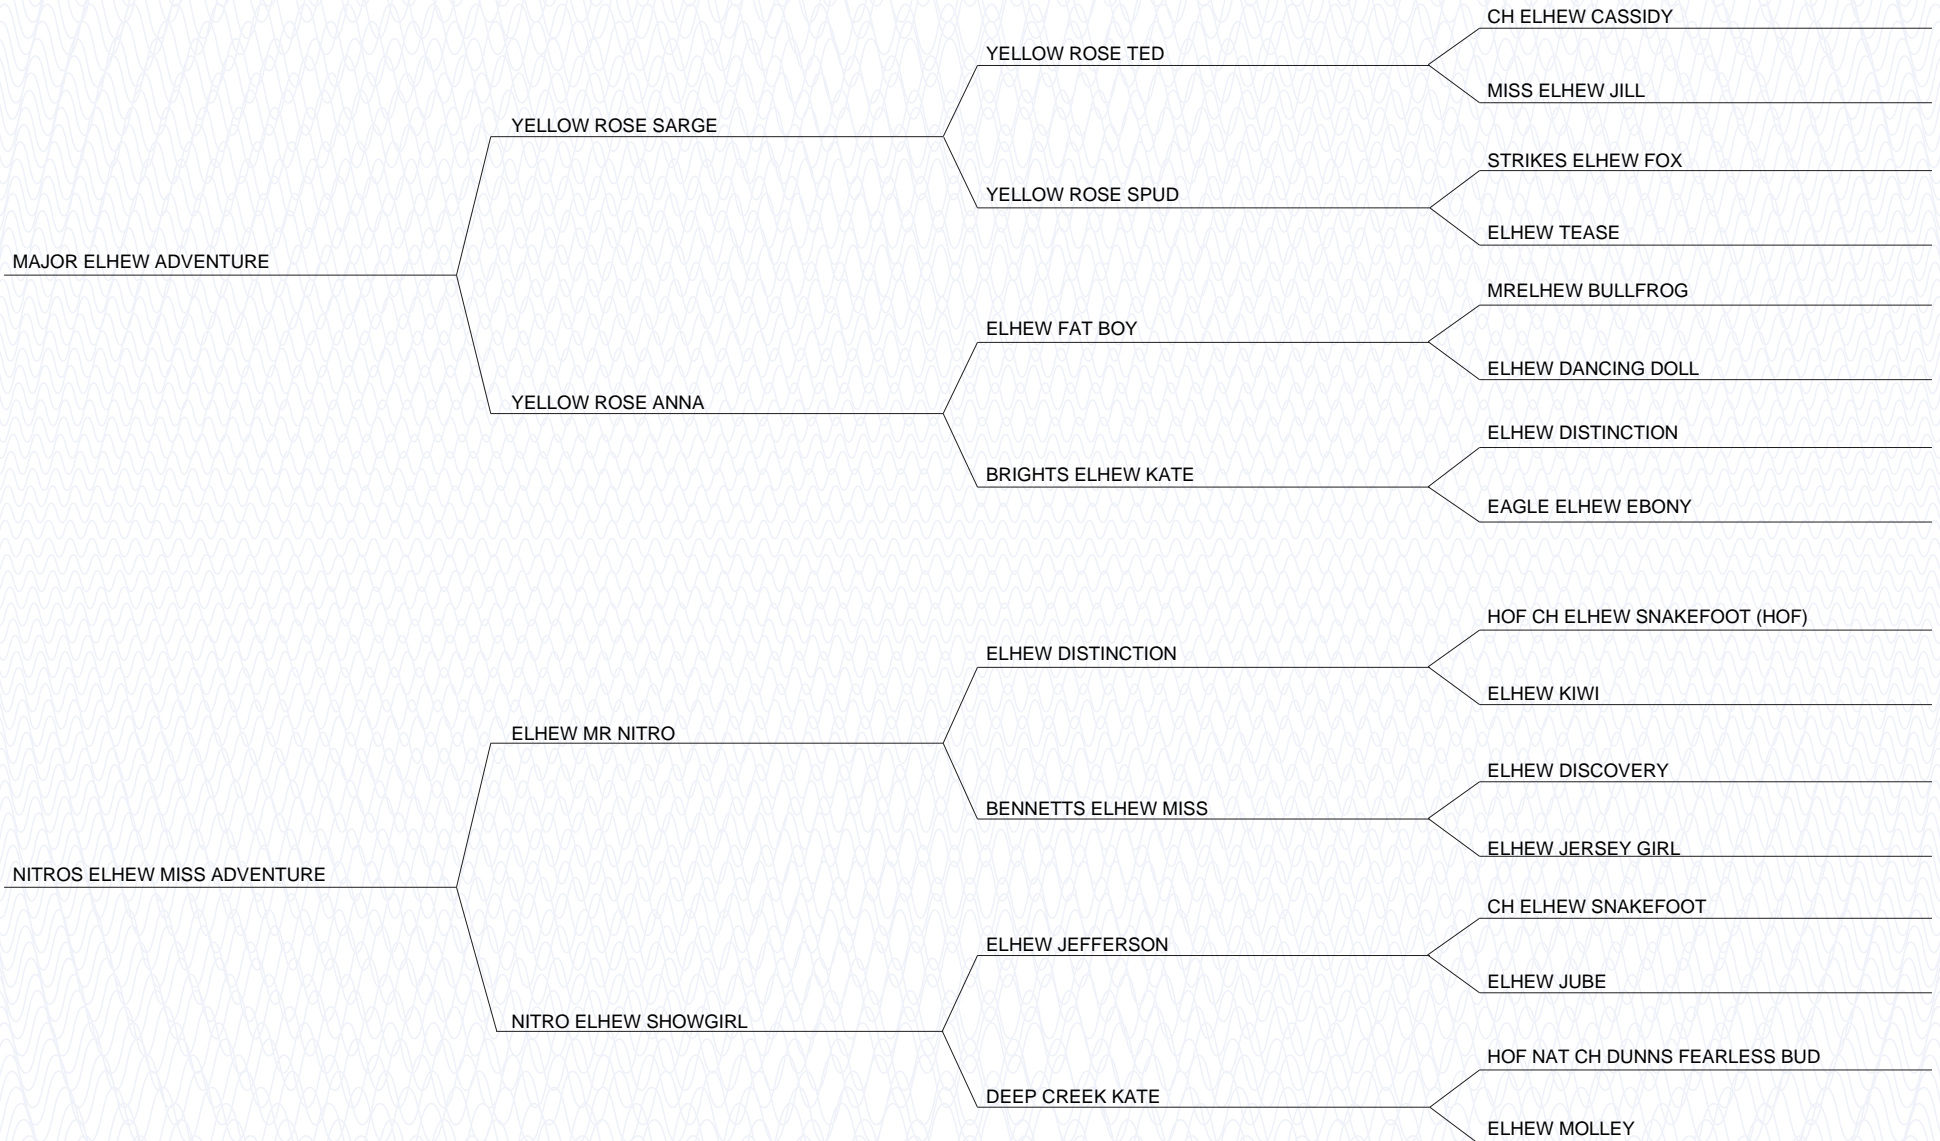 CH ELHEW CASSIDY
YELLOW ROSE TED
MISS ELHEW JILL
YELLOW ROSE SARGE
STRIKES ELHEW FOX
YELLOW ROSE SPUD
ELHEW TEASE
MAJOR ELHEW ADVENTURE
MRELHEW BULLFROG
ELHEW FAT BOY
ELHEW DANCING DOLL
YELLOW ROSE ANNA
ELHEW DISTINCTION
BRIGHTS ELHEW KATE
EAGLE ELHEW EBONY
HOF CH ELHEW SNAKEFOOT (HOF)
ELHEW DISTINCTION
ELHEW KIWI
ELHEW MR NITRO
ELHEW DISCOVERY
BENNETTS ELHEW MISS
ELHEW JERSEY GIRL
NITROS ELHEW MISS ADVENTURE
CH ELHEW SNAKEFOOT
ELHEW JEFFERSON
ELHEW JUBE
NITRO ELHEW SHOWGIRL
HOF NAT CH DUNNS FEARLESS BUD
DEEP CREEK KATE
ELHEW MOLLEY